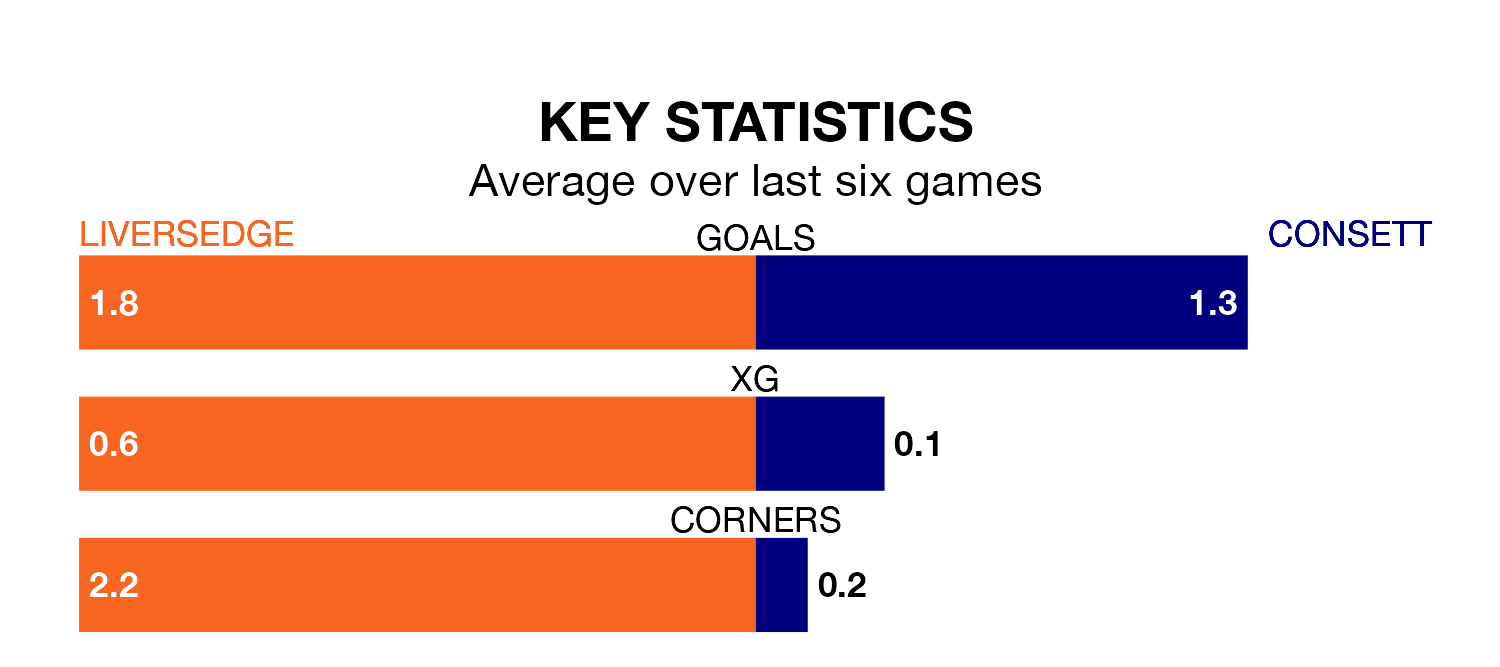 KEY STATISTICS
Average over last six games
LIVERSEDGE
GOALS
CONSETT
1.8
1.3
XG
0.6
0.1
CORNERS
2.2
0.2